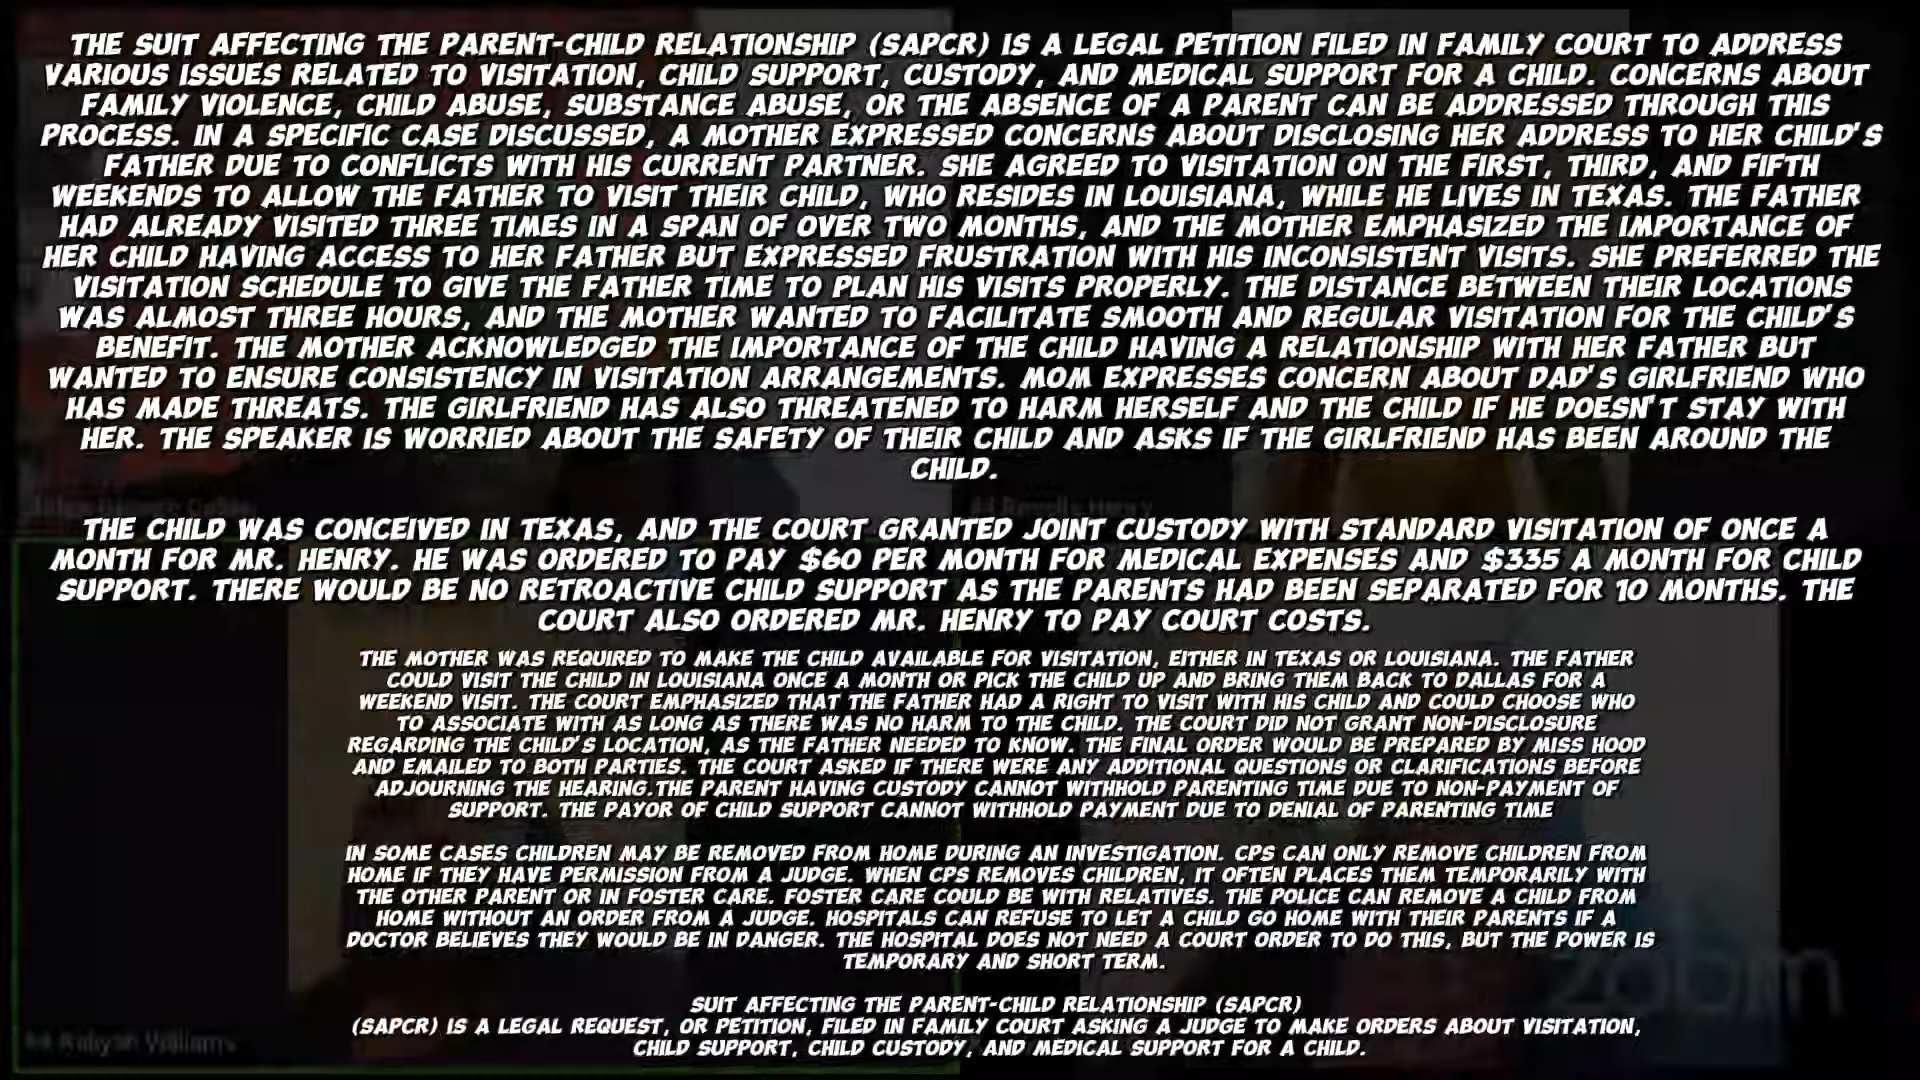 THE SUIT AFFECTING THE PARENT-CHILD RELATIONSHIP (SAPCR) IS A LEGAL PETITION FILED IN FAMILY COURT TO ADDRESS
VARIOUS ISSUES RELATED TO VISITATION, CHILD SUPPORT, CUSTODY, AND MEDICAL SUPPORT FOR A CHILD. CONCERNS ABOUT
FAMILY VIOLENCE, CHILD ABUSE, SUBSTANCE ABUSE, OR THE ABSENCE OF A PARENT CAN BE ADDRESSED THROUGH THIS
PROCESS. IN A SPECIFIC CASE DISCUSSED, A MOTHER EXPRESSED CONCERNS ABOUT DISCLOSING HER ADDRESS TO HER CHILD'S
FATHER DUE TO CONFLICTS WITH HIS CURRENT PARTNER. SHE AGREED TO VISITATION ON THE FIRST, THIRD, AND FIFTH
WEEKENDS TO ALLOW THE FATHER TO VISIT THEIR CHILD, WHO RESIDES IN LOUISIANA, WHILE HE LIVES IN TEXAS. THE FATHER
HAD ALREADY VISITED THREE TIMES IN A SPAN OF OVER TWO MONTHS, AND THE MOTHER EMPHASIZED THE IMPORTANCE OF
HER CHILD HAVING ACCESS TO HER FATHER BUT EXPRESSED FRUSTRATION WITH HIS INCONSISTENT VISITS. SHE PREFERRED THE
VISITATION SCHEDULE TO GIVE THE FATHER TIME TO PLAN HIS VISITS PROPERLY. THE DISTANCE BETWEEN THEIR LOCATIONS
WAS ALMOST THREE HOURS, AND THE MOTHER WANTED TO FACILITATE SMOOTH AND REGULAR VISITATION FOR THE CHILD'S
BENEFIT. THE MOTHER ACKNOWLEDGED THE IMPORTANCE OF THE CHILD HAVING A RELATIONSHIP WITH HER FATHER BUT
WANTED TO ENSURE CONSISTENCY IN VISITATION ARRANGEMENTS. MOM EXPRESSES CONCERN ABOUT DAD'S GIRLFRIEND WHO
HAS MADE THREATS. THE GIRLFRIEND HAS ALSO THREATENED TO HARM HERSELF AND THE CHILD IF HE DOESN'T STAY WITH
HER. THE SPEAKER IS WORRIED ABOUT THE SAFETY OF THEIR CHILD AND ASKS IF THE GIRLFRIEND HAS BEEN AROUND THE
CHILD.
THE CHILD WAS CONCEIVED IN TEXAS, AND THE COURT GRANTED JOINT CUSTODY WITH STANDARD VISITATION OF ONCE A
MONTH FOR MR. HENRY. HE WAS ORDERED TO PAY $60 PER MONTH FOR MEDICAL EXPENSES AND $335 A MONTH FOR CHILD
SUPPORT. THERE WOULD BE NO RETROACTIVE CHILD SUPPORT AS THE PARENTS HAD BEEN SEPARATED FOR 10 MONTHS. THE
COURT ALSO ORDERED MR. HENRY TO PAY COURT COSTS.
THE MOTHER WAS REQUIRED TO MAKE THE CHILD AVAILABLE FOR VISITATION, EITHER IN TEXAS OR LOUISIANA. THE FATHER
COULD VISIT THE CHILD IN LOUISIANA ONCE A MONTH OR PICK THE CHILD UP AND BRING THEM BACK TO DALLAS FOR A
WEEKEND VISIT. THE COURT EMPHASIZED THAT THE FATHER HAD A RIGHT TO VISIT WITH HIS CHILD AND COULD CHOOSE WHO
TO ASSOCIATE WITH AS LONG AS THERE WAS NO HARM TO THE CHILD. THE COURT DID NOT GRANT NON-DISCLOSURE
REGARDING THE CHILD'S LOCATION, AS THE FATHER NEEDED TO KNOW. THE FINAL ORDER WOULD BE PREPARED BY MISS HOOD
AND EMAILED TO BOTH PARTIES. THE COURT ASKED IF THERE WERE ANY ADDITIONAL QUESTIONS OR CLARIFICATIONS BEFORE
ADJOURNING THE HEARING.THE PARENT HAVING CUSTODY CANNOT WITHHOLD PARENTING TIME DUE TO NON-PAYMENT OF
SUPPORT. THE PAYOR OF CHILD SUPPORT CANNOT WITHHOLD PAYMENT DUE TO DENIAL OF PARENTING TIME
IN SOME CASES CHILDREN MAY BE REMOVED FROM HOME DURING AN INVESTIGATION. CPS CAN ONLY REMOVE CHILDREN FROM
HOME IF THEY HAVE PERMISSION FROM A JUDGE. WHEN CPS REMOVES CHILDREN, IT OFTEN PLACES THEM TEMPORARILY WITH
THE OTHER PARENT OR IN FOSTER CARE. FOSTER CARE COULD BE WITH RELATIVES. THE POLICE CAN REMOVE A CHILD FROM
HOME WITHOUT AN ORDER FROM A JUDGE. HOSPITALS CAN REFUSE TO LET A CHILD GO HOME WITH THEIR PARENTS IF A
DOCTOR BELIEVES THEY WOULD BE IN DANGER. THE HOSPITAL DOES NOT NEED A COURT ORDER TO DO THIS, BUT THE POWER IS
TEMPORARY AND SHORT TERM.
SUIT AFFECTING THE PARENT-CHILD RELATIONSHIP (SAPCR)
(SAPCR) IS A LEGAL REQUEST, OR PETITION, FILED IN FAMILY COURT ASKING A JUDGE TO MAKE ORDERS ABOUT VISITATION,
CHILD SUPPORT, CHILD CUSTODY, AND MEDICAL SUPPORT FOR A CHILD.
zoom
Williams